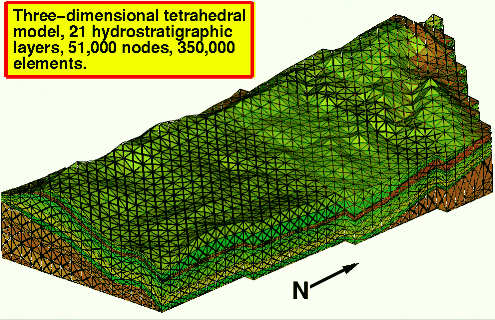 Three-dimensional tetrahedral
model, 21 hydrostratigraphic
layers, 51,000 nodes, 350,000
elements.
N